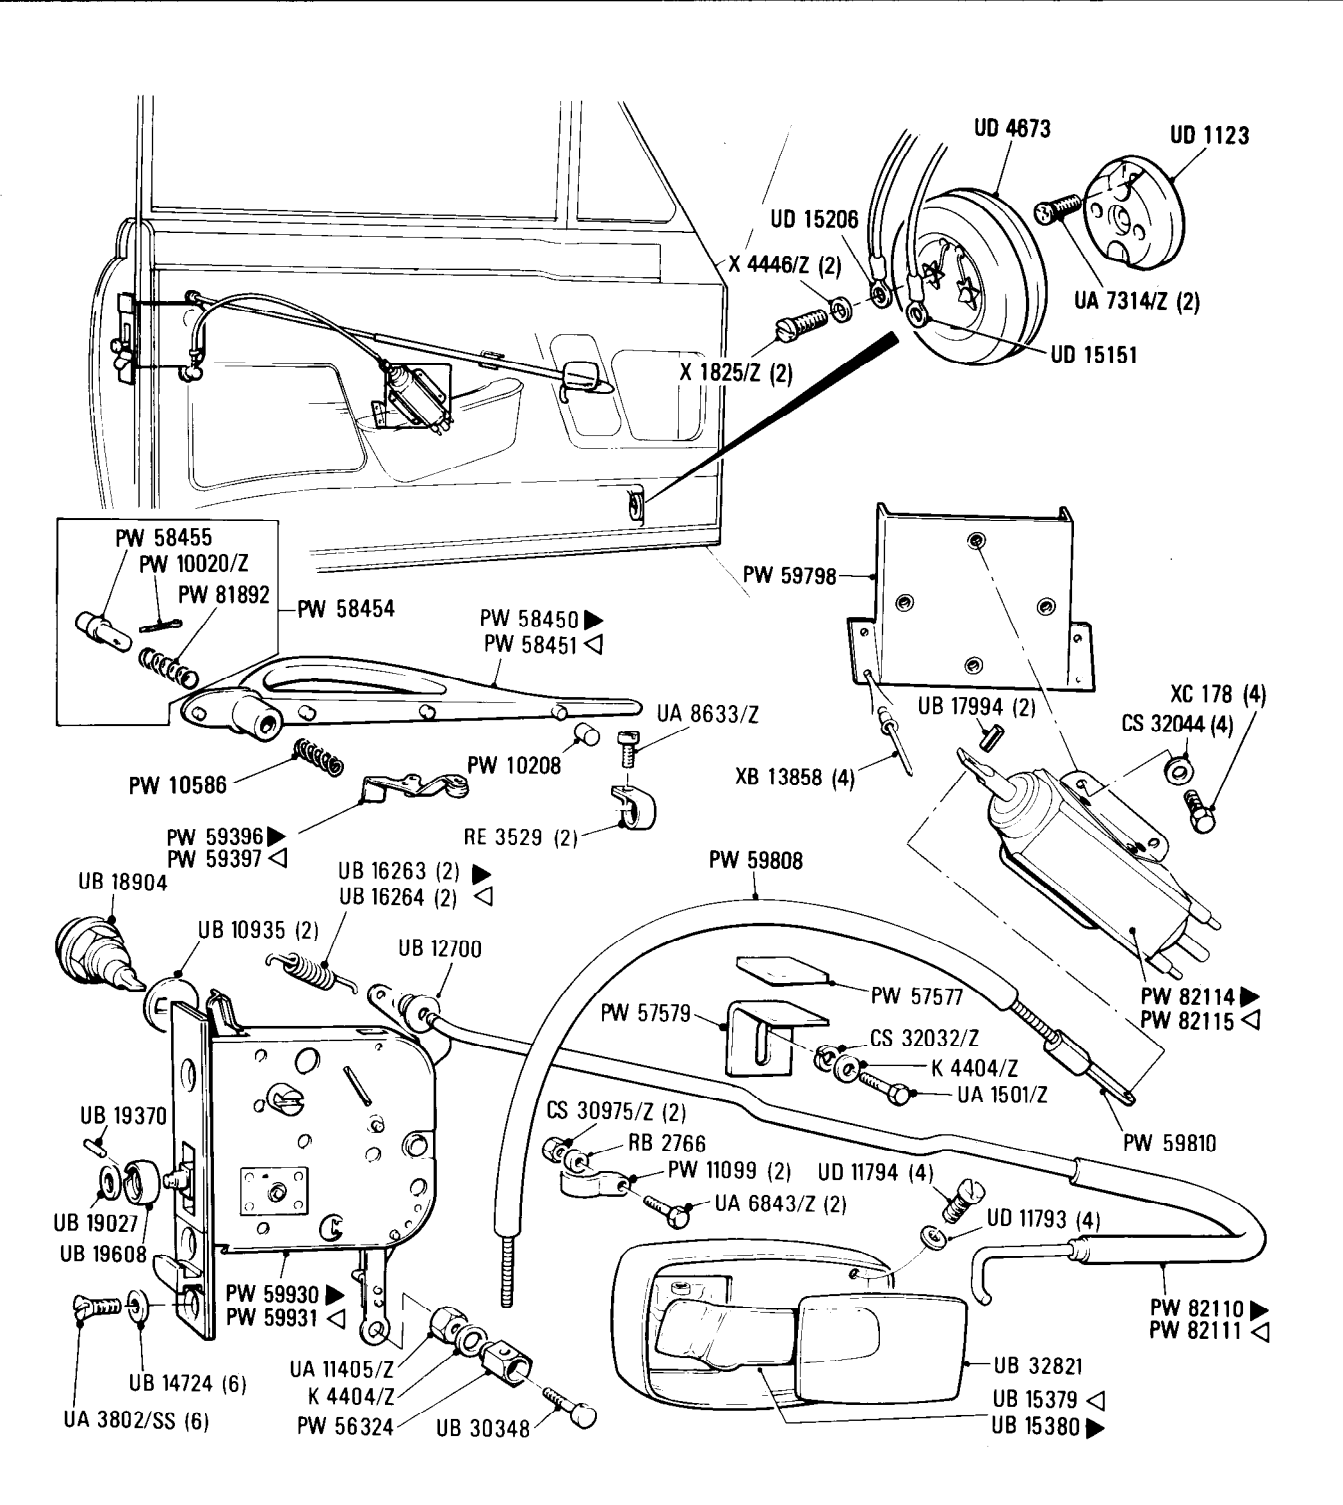 UD 4673
UD 1123
UD 15206
X 4446/Z (2)
UA 7314/Z (2)
UD 15151
X 1825/Z (2)
PW 58455
PW 10020/Z
PW 81892
PW 58454
PW 58450 ▶
PW 58451 ◁
PW 59798
XC 178 (4)
UB 17994 (2)
CS 32044 (4)
UA 8633/Z
PW 10208
XB 13858 (4)
PW 10586
PW 59396 ▶
PW 59397 ◁
RE 3529 (2)
PW 59808
UB 16263 (2) ▶
UB 16264 (2) ◁
UB 18904
UB 10935 (2)
UB 12700
PW 57577
PW 57579
PW 82114 ▶
PW 82115 ◁
CS 32032/Z
K 4404/Z
UA 1501/Z
UB 19370
CS 30975/Z (2)
RB 2766
PW 11099 (2)
UA 6843/Z (2)
PW 59810
UD 11794 (4)
UD 11793 (4)
UB 19027
UB 19608
PW 59930 ▶
PW 59931 ◁
PW 82110 ▶
PW 82111 ◁
UA 11405/Z
K 4404/Z
PW 56324
UB 30348
UB 14724 (6)
UA 3802/SS (6)
UB 32821
UB 15379 ◁
UB 15380 ▶